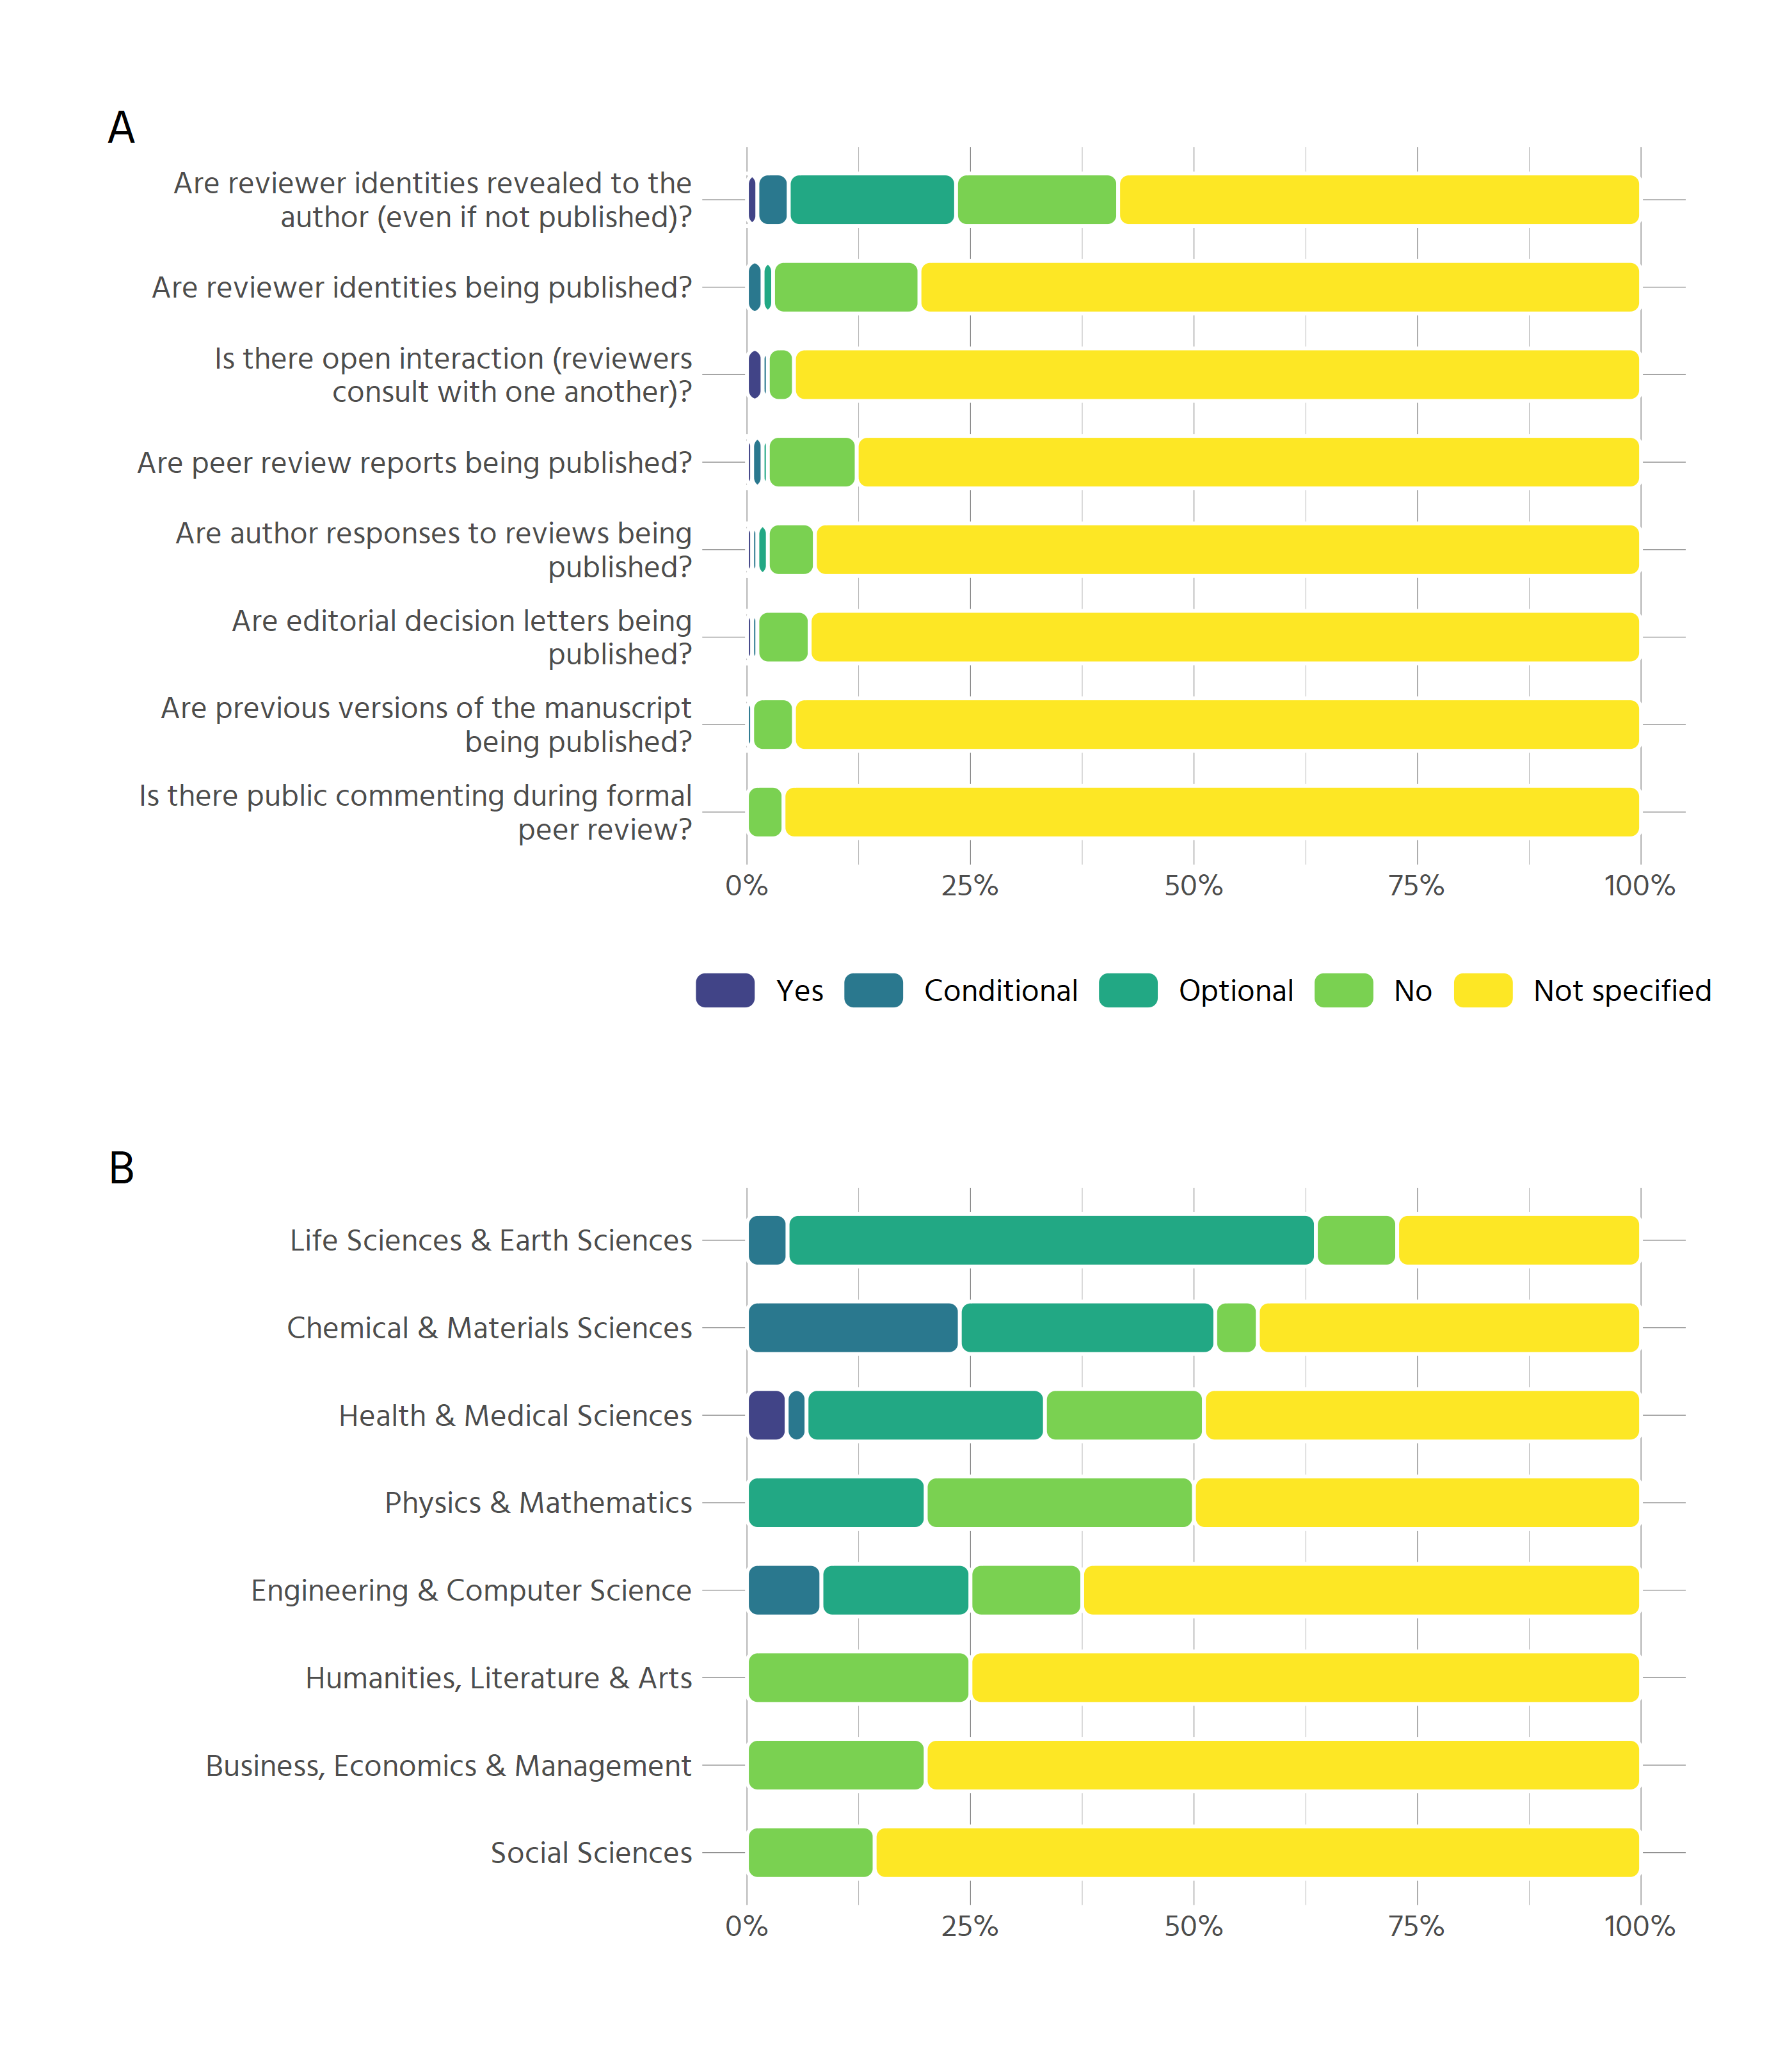 A
Are reviewer identities revealed to the
author (even if not published)?
Are reviewer identities being published?
Is there open interaction (reviewers
consult with one another)?
Are peer review reports being published?
Are author responses to reviews being
published?
Are editorial decision letters being
published?
Are previous versions of the manuscript
being published?
Is there public commenting during formal
peer review?
0% 25% 50% 75% 100%
Yes Conditional Optional No Not specified
B
Life Sciences & Earth Sciences
Chemical & Materials Sciences
Health & Medical Sciences
Physics & Mathematics
Engineering & Computer Science
Humanities, Literature & Arts
Business, Economics & Management
Social Sciences
0% 25% 50% 75% 100%